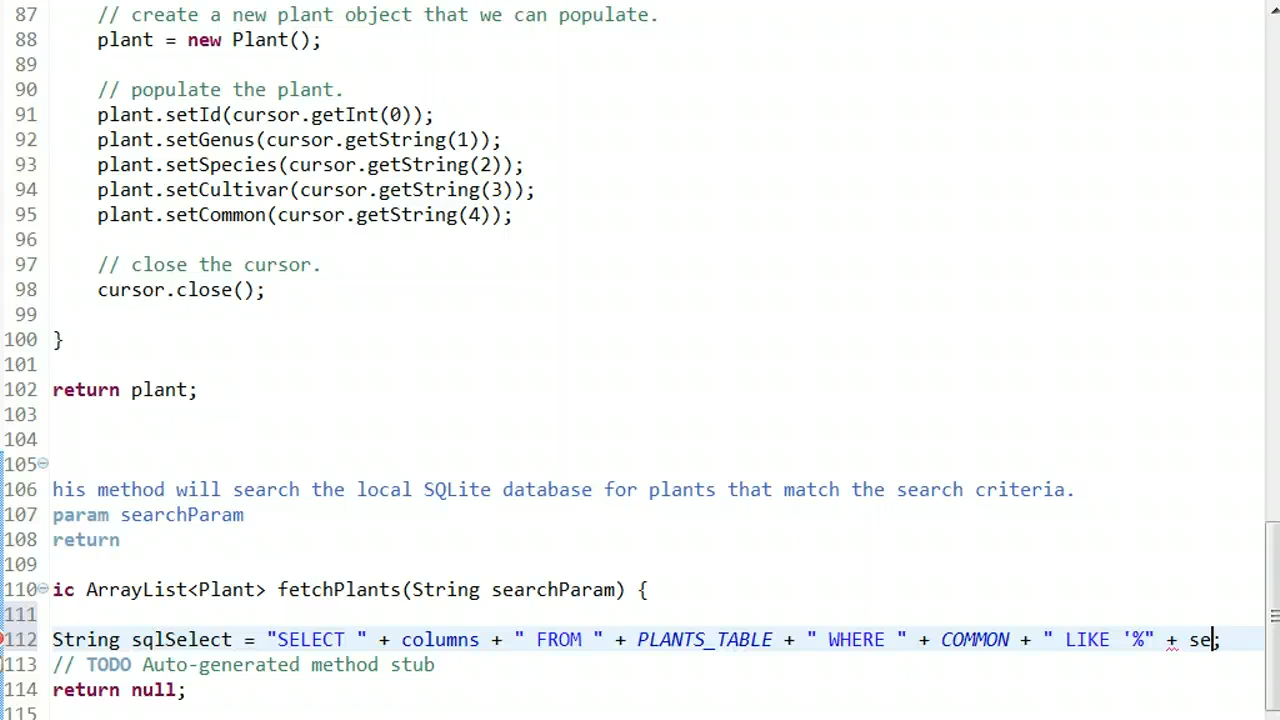 87 // create a new plant object that we can populate.
88 plant = new Plant();
89
90 // populate the plant.
91 plant.setId(cursor.getInt(0));
92 plant.setGenus(cursor.getString(1));
93 plant.setSpecies(cursor.getString(2));
94 plant.setCultivar(cursor.getString(3));
95 plant.setCommon(cursor.getString(4));
96
97 // close the cursor.
98 cursor.close();
99
100 }
101
102 return plant;
103
104
105
106 his method will search the local SQLite database for plants that match the search criteria.
107 param searchParam
108 return
109
110 ic ArrayList<Plant> fetchPlants(String searchParam) {
111
112 String sqlSelect = "SELECT " + columns + " FROM " + PLANTS_TABLE + " WHERE " + COMMON + " LIKE '%" + se;
113 // TODO Auto-generated method stub
114 return null;
115